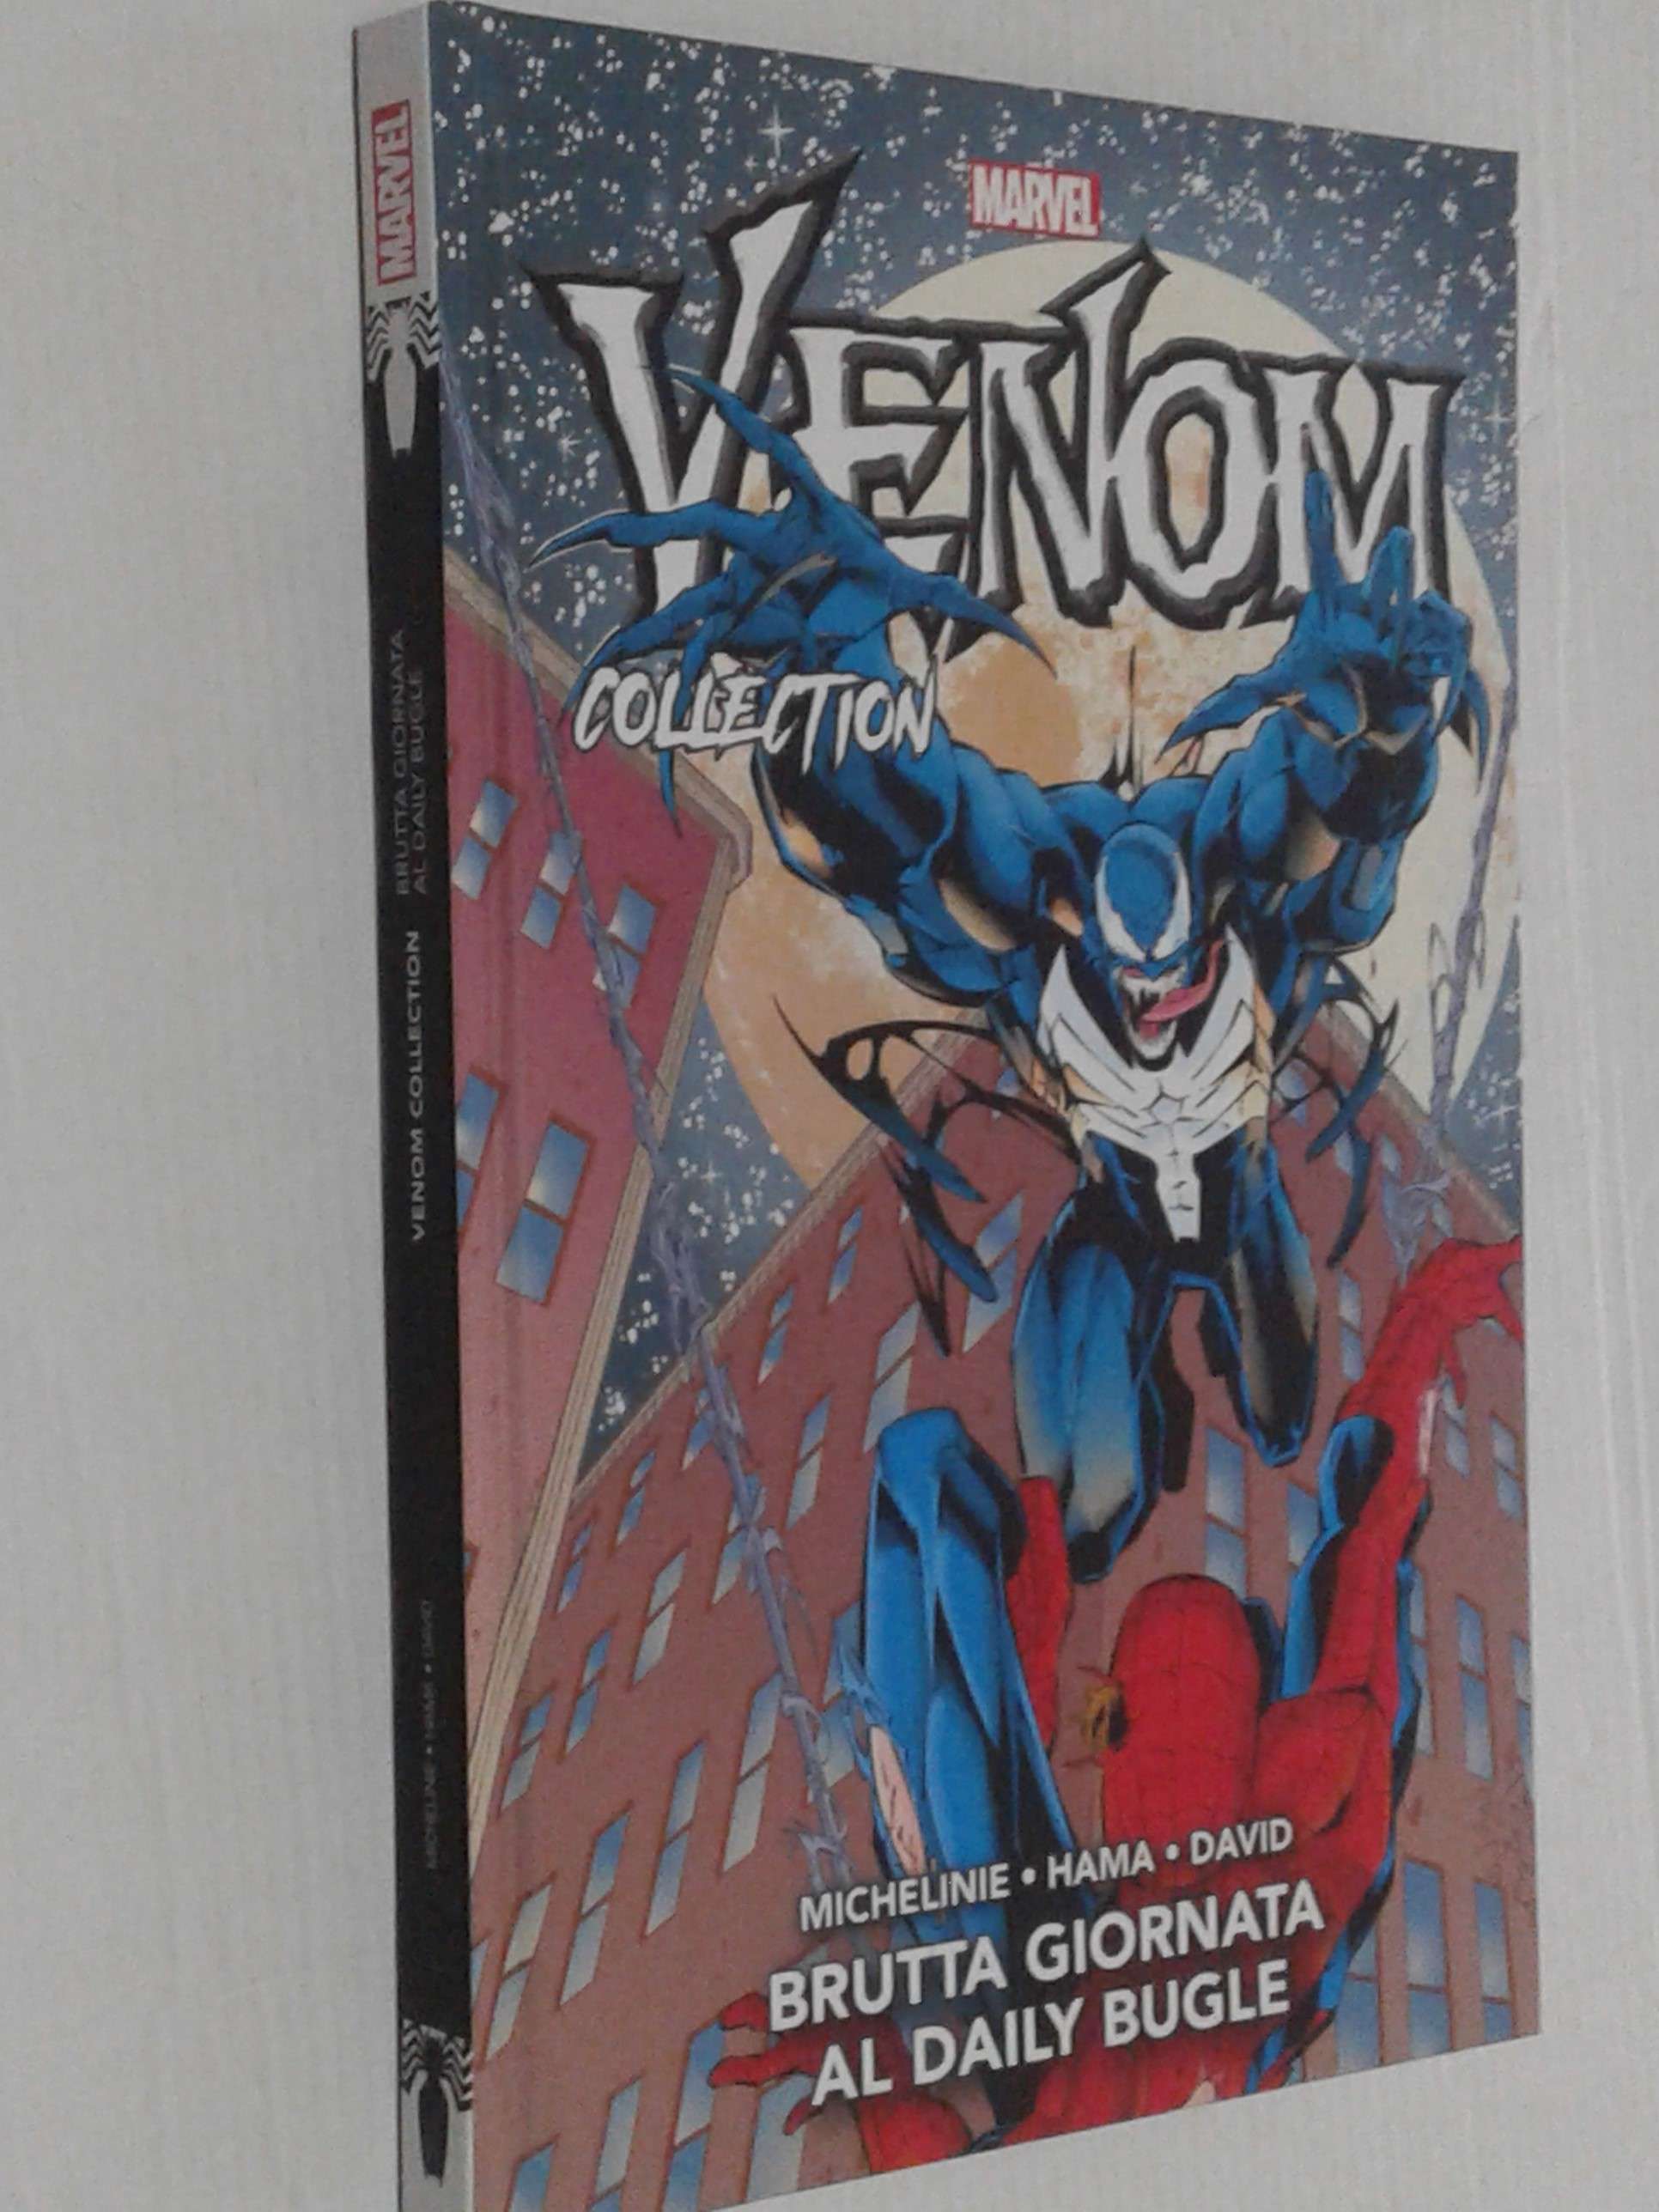 MARVEL
VENOM
COLLECTION
MICHELINIE • HAMA • DAVID
BRUTTA GIORNATA
AL DAILY BUGLE
MARVEL
BRUTTA GIORNATA
AL DAILY BUGLE
VENOM COLLECTION
MICHELINIE • HAMA • DAVID